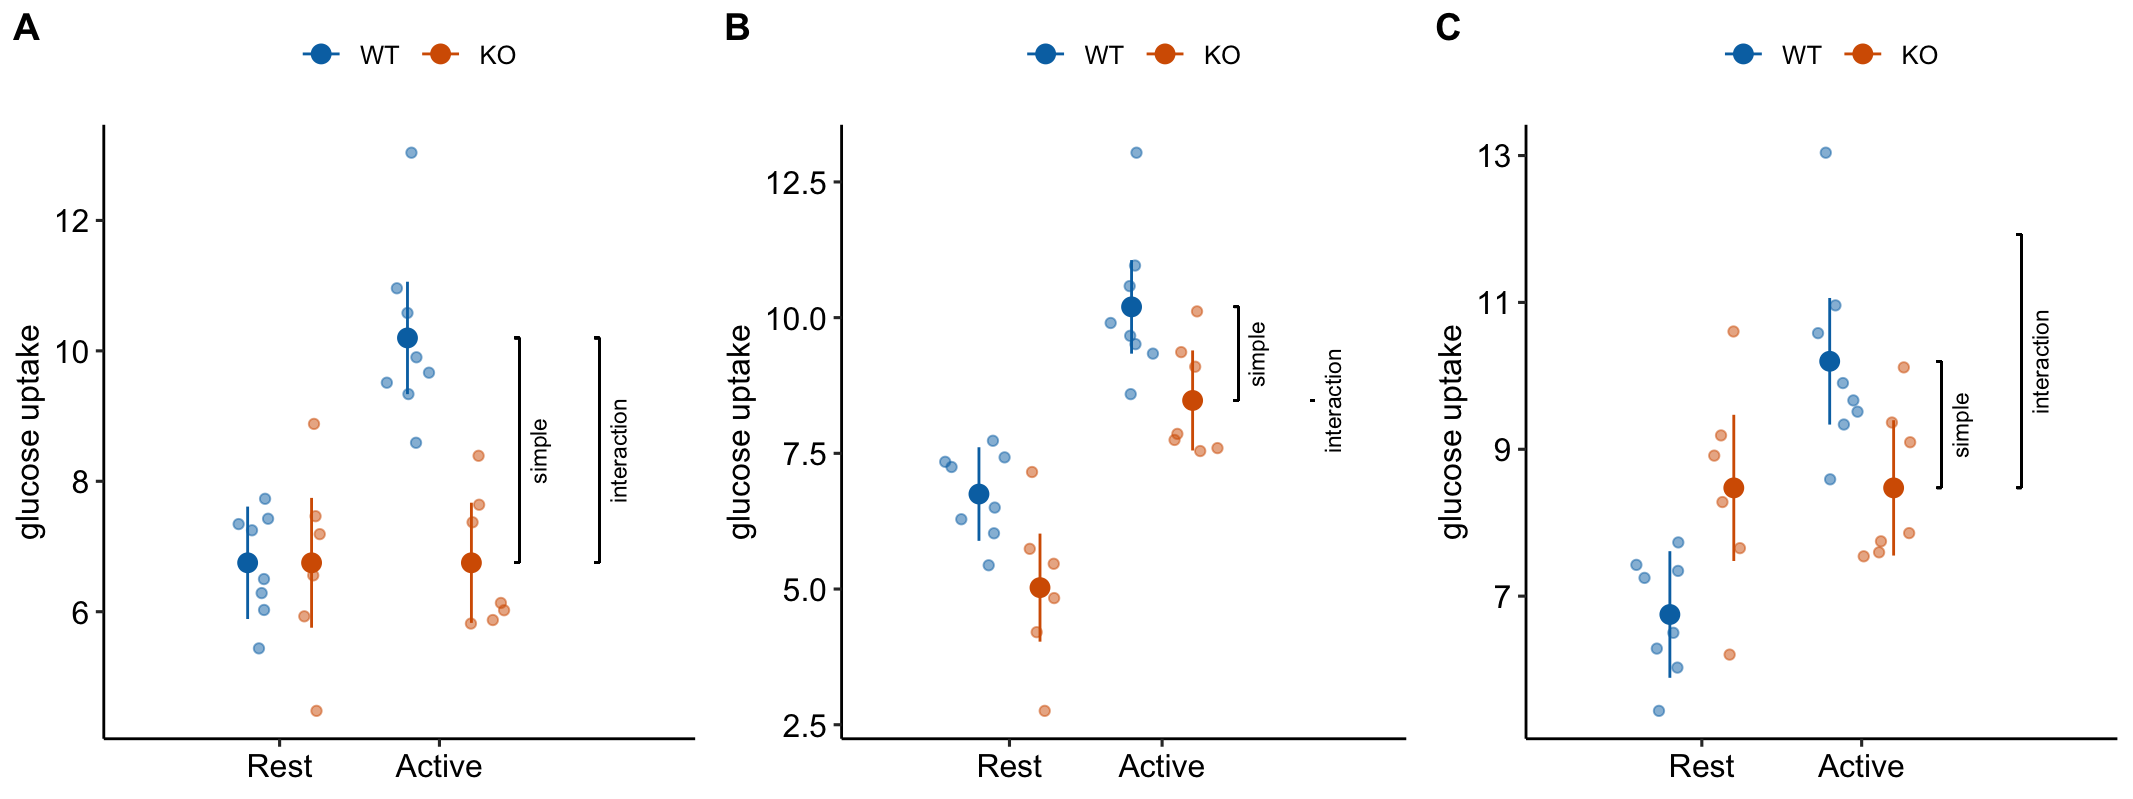 A
WT KO
glucose uptake
12
10
8
6
simple
interaction
Rest Active
B
WT KO
glucose uptake
12.5
10.0
7.5
5.0
2.5
simple
interaction
Rest Active
C
WT KO
glucose uptake
13
11
9
7
simple
interaction
Rest Active